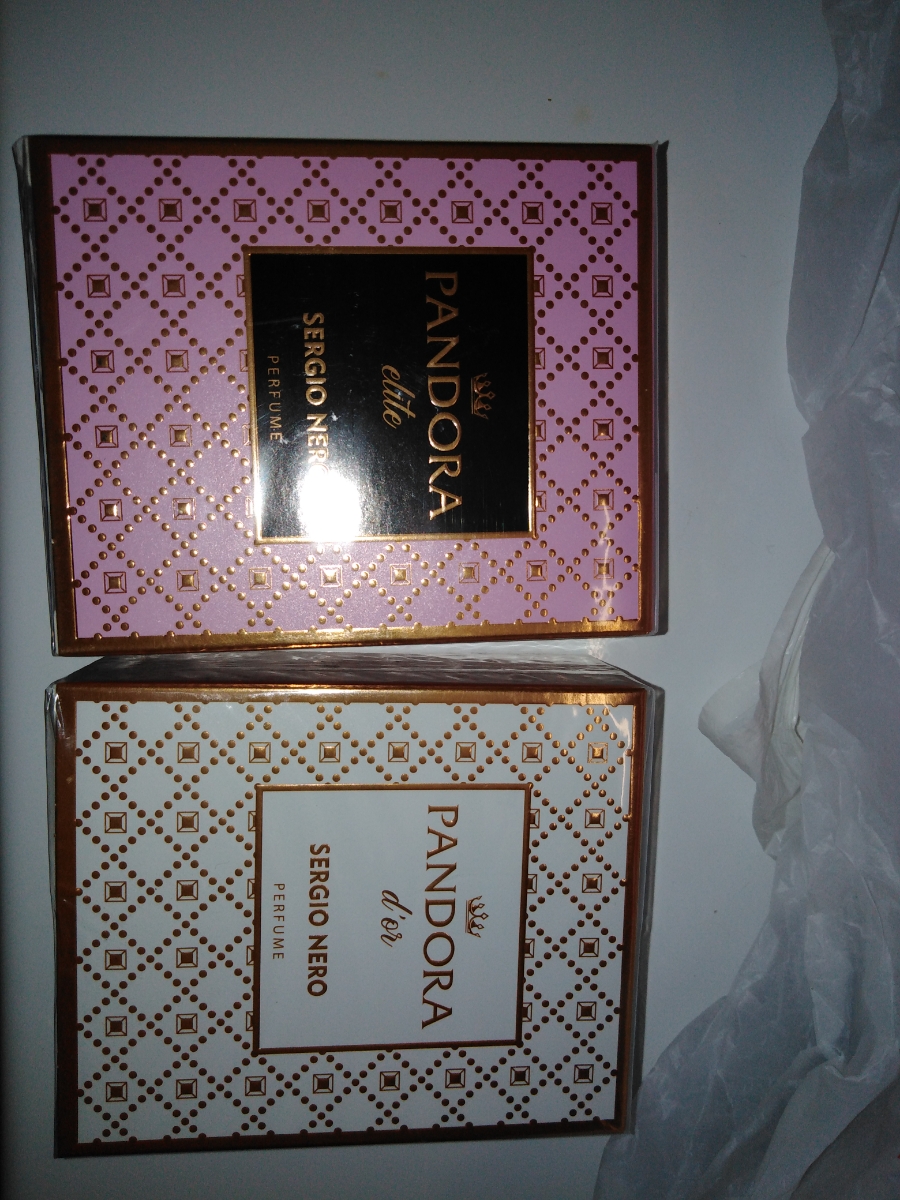 PANDORA
elite
SERGIO NERO
PERFUME
PANDORA
d'or
SERGIO NERO
PERFUME